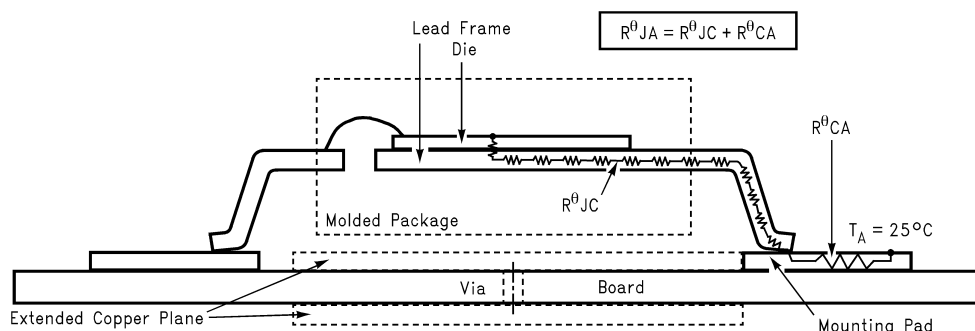 Lead Frame
Die
RθJA = RθJC + RθCA
RθCA
RθJC
Molded Package
TA = 25°C
Via
Board
Extended Copper Plane
Mounting Pad